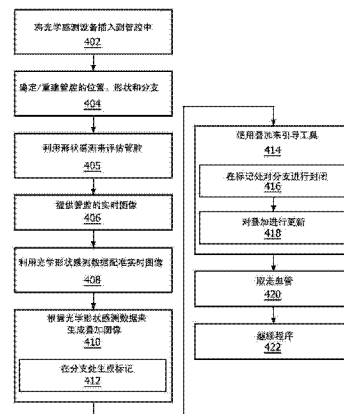 将光学感测设备插入到管腔中
402
确定/重建管腔的位置、形状和分支
404
利用形状感测来评估管腔
405
提供管腔的实时图像
406
利用光学形状感测数据配准实时图像
408
根据光学形状感测数据来
生成叠加图像
410
在分支处生成标记
412
使用叠加来引导工具
414
在标记处对分支进行封闭
416
对叠加进行更新
418
取走血管
420
继续程序
422